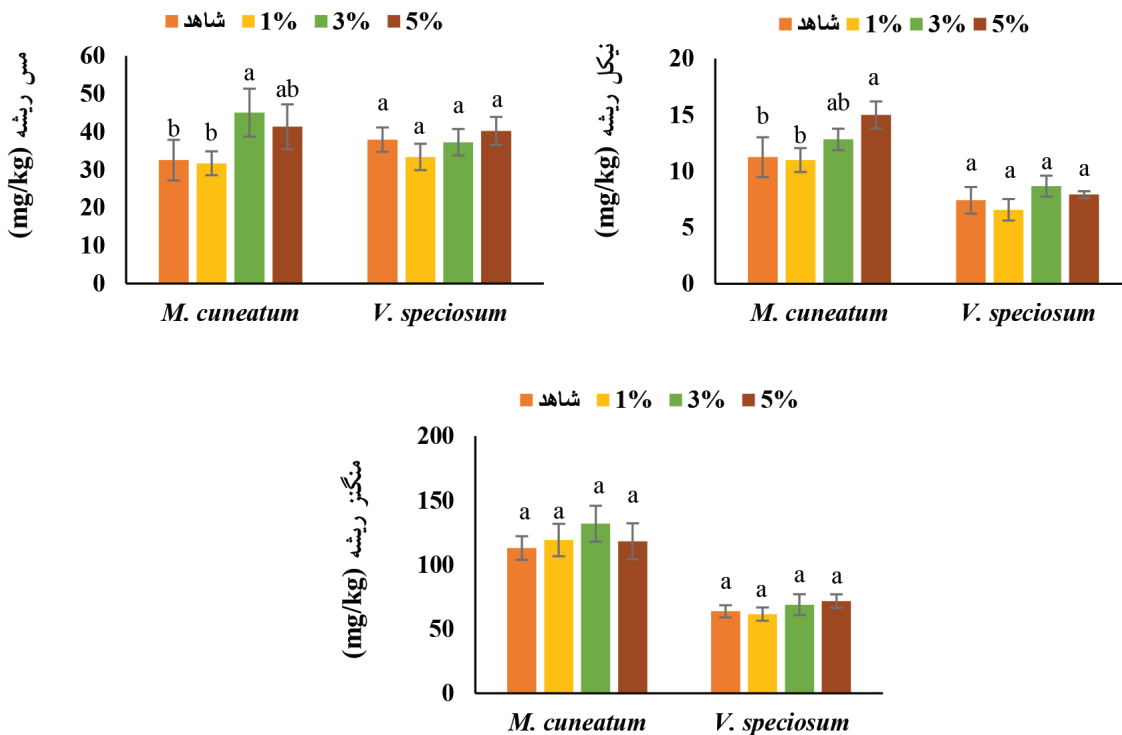 شاهد 1% 3% 5%
مس ریشه (mg/kg)
60
50
40
30
20
10
0
b b a ab a a a a
M. cuneatum V. speciosum
شاهد 1% 3% 5%
نیکل ریشه (mg/kg)
20
15
10
5
0
b b ab a a a a a
M. cuneatum V. speciosum
شاهد 1% 3% 5%
منگنز ریشه (mg/kg)
200
150
100
50
0
a a a a a a a a
M. cuneatum V. speciosum